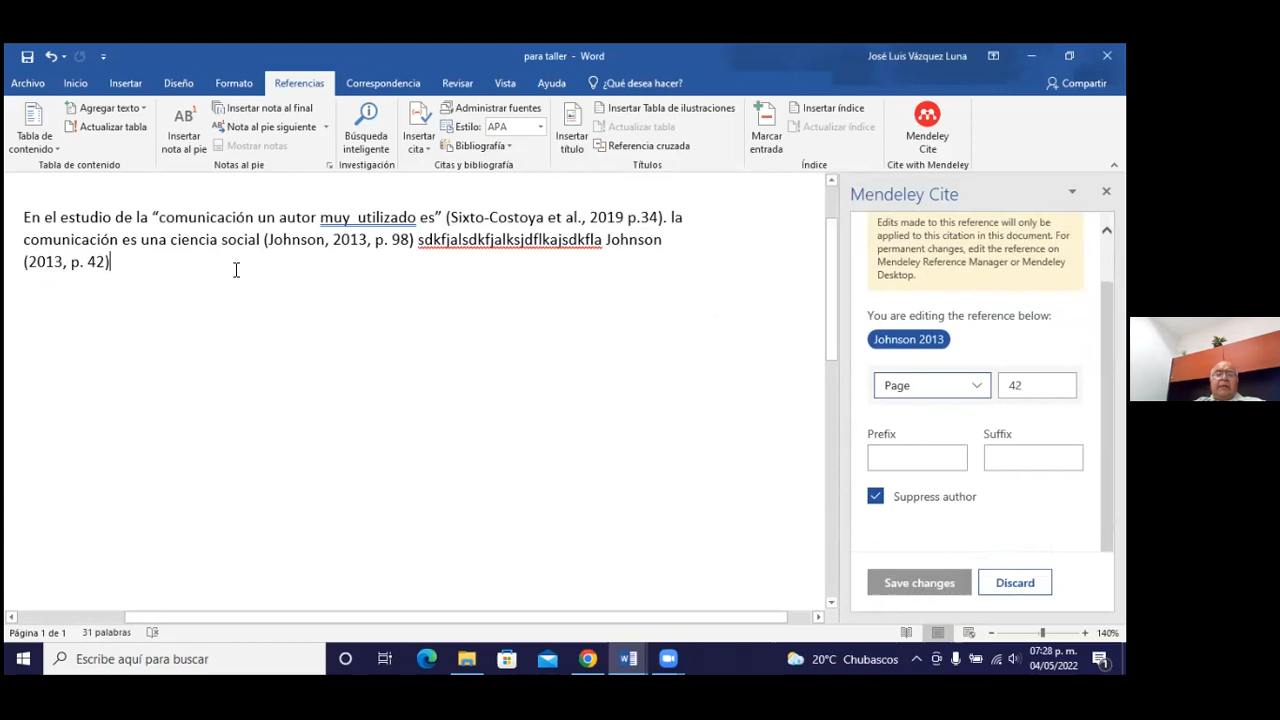 para taller - Word
José Luis Vázquez Luna
Archivo Inicio Insertar Diseño Formato Referencias Correspondencia Revisar Vista Ayuda ¿Qué desea hacer? Compartir
Tabla de contenido
Agregar texto
Actualizar tabla
Tabla de contenido
AB¹
Insertar nota al pie
Insertar nota al final
Nota al pie siguiente
Mostrar notas
Notas al pie
Búsqueda inteligente
Investigación
Insertar cita
Administrar fuentes
Estilo: APA
Bibliografía
Citas y bibliografía
Insertar título
Insertar Tabla de ilustraciones
Actualizar tabla
Referencia cruzada
Títulos
Marcar entrada
Insertar índice
Actualizar índice
Índice
Mendeley Cite
Cite with Mendeley
En el estudio de la “comunicación un autor muy utilizado es” (Sixto-Costoya et al., 2019 p.34). la
comunicación es una ciencia social (Johnson, 2013, p. 98) sdkfjalsdkfjalksjdflkajsdkfla Johnson
(2013, p. 42)
Mendeley Cite
Edits made to this reference will only be
applied to this citation in this document. For
permanent changes, edit the reference on
Mendeley Reference Manager or Mendeley
Desktop.
You are editing the reference below:
Johnson 2013
Page 42
Prefix Suffix
Suppress author
Save changes Discard
Página 1 de 1 31 palabras 140%
Escribe aquí para buscar
20°C Chubascos
07:28 p. m.
04/05/2022
1